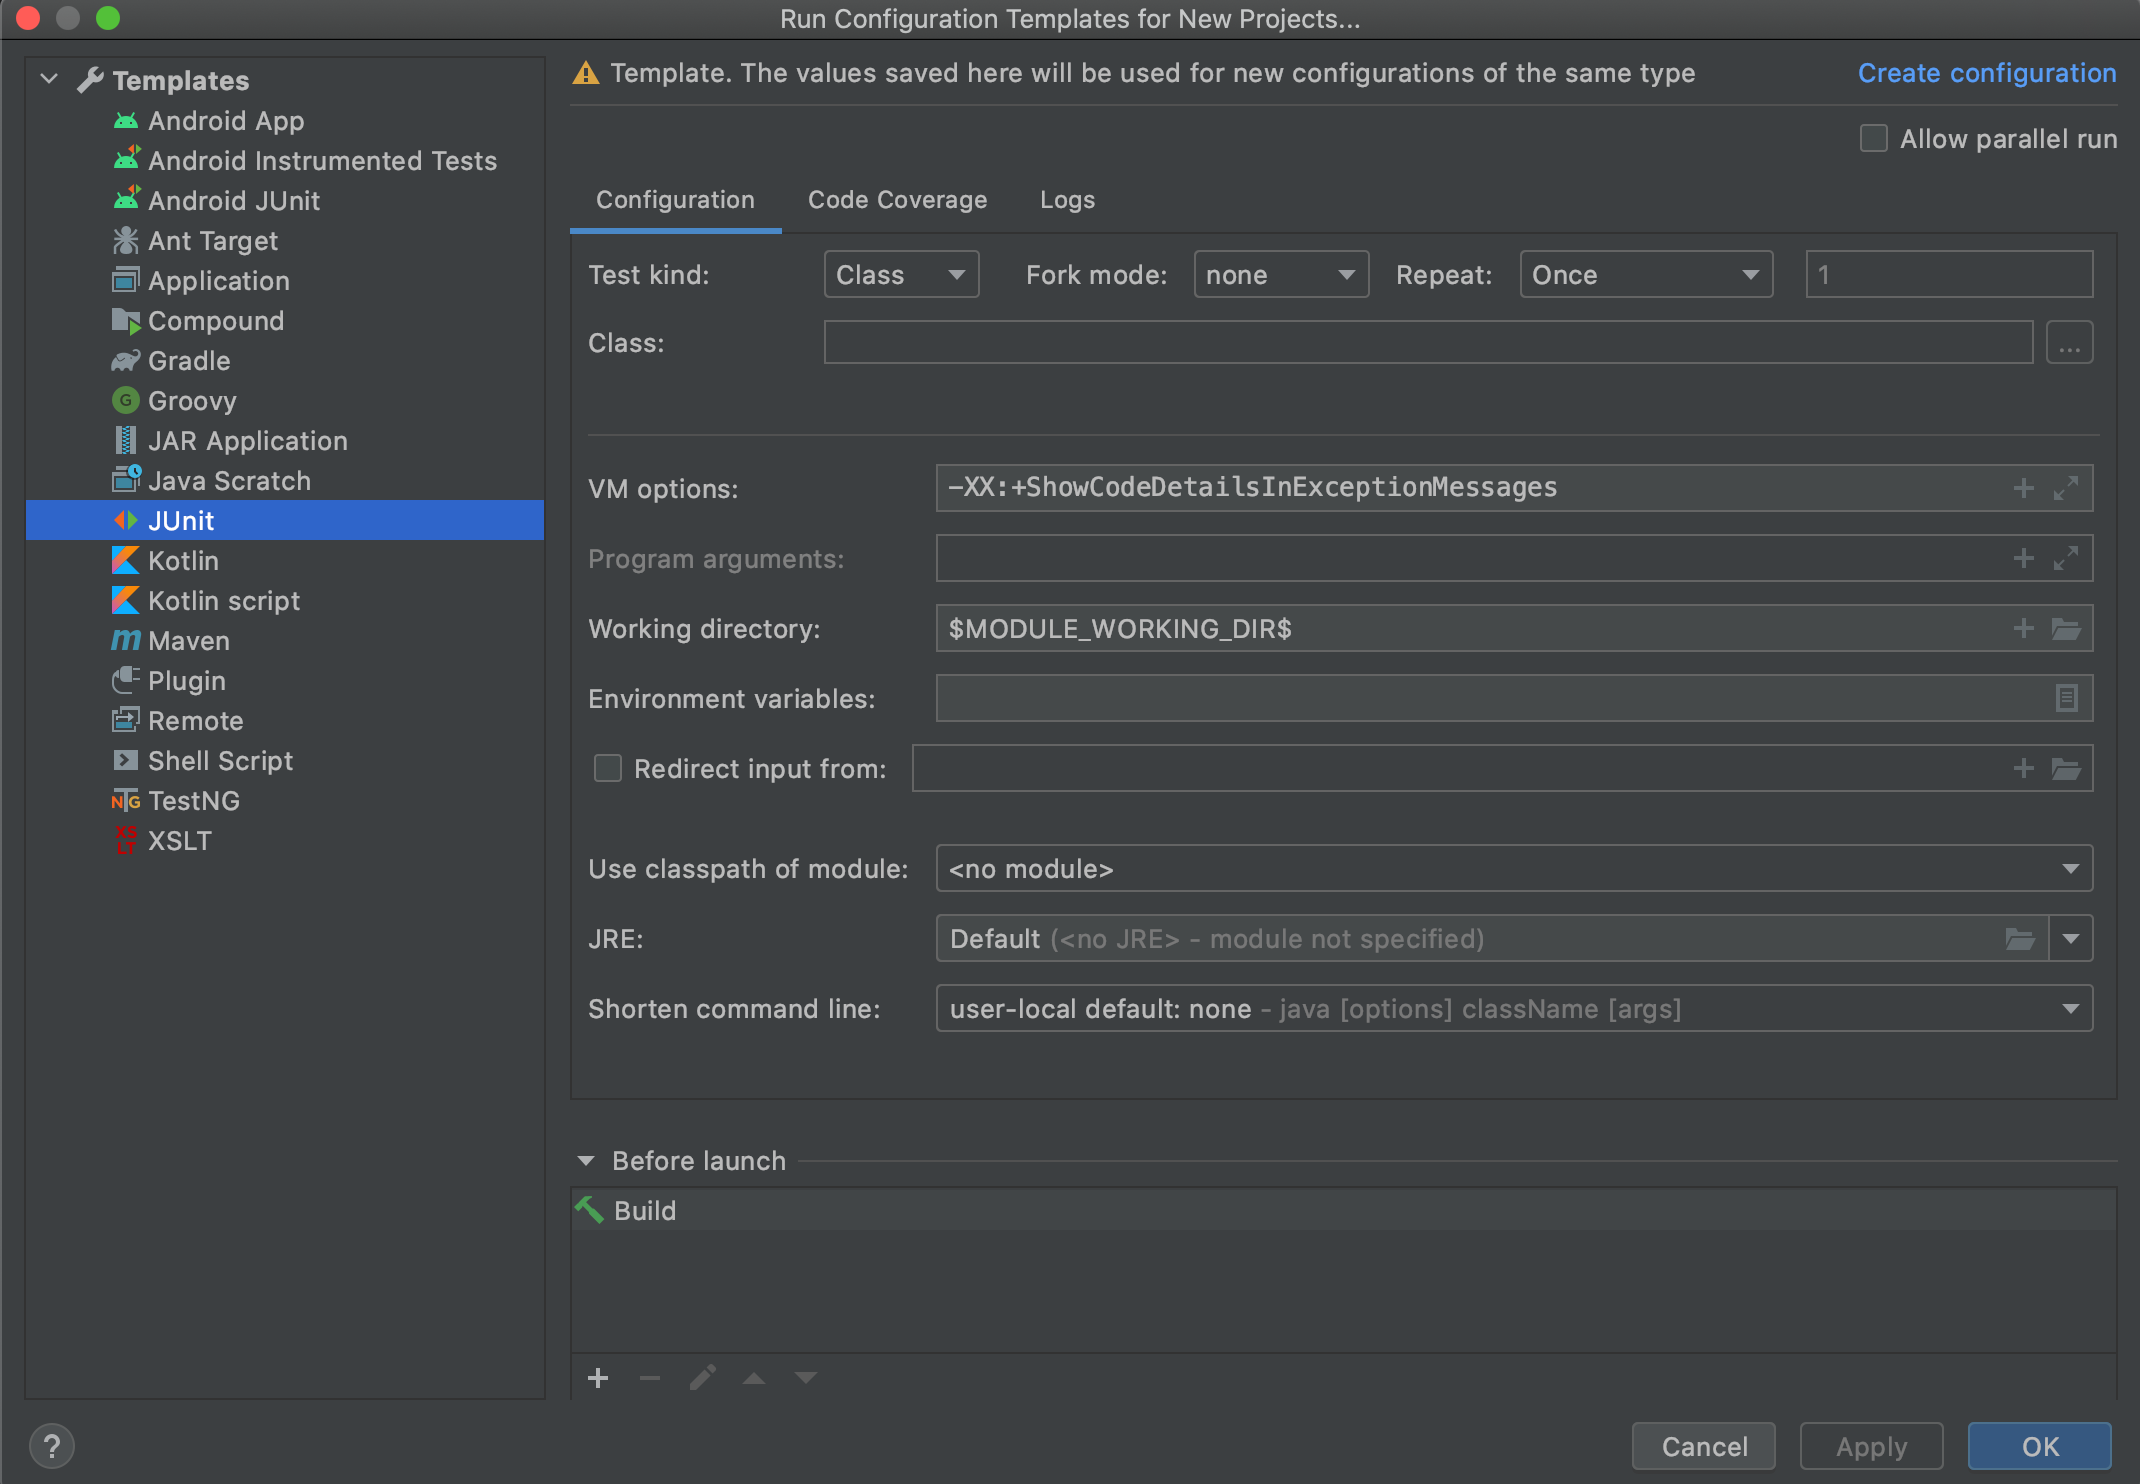 Run Configuration Templates for New Projects...
Templates
Android App
Android Instrumented Tests
Android JUnit
Ant Target
Application
Compound
Gradle
G Groovy
JAR Application
Java Scratch
JUnit
Kotlin
Kotlin script
m Maven
Plugin
Remote
Shell Script
NTG TestNG
XSLT XSLT
Template. The values saved here will be used for new configurations of the same type
Create configuration
Allow parallel run
Configuration Code Coverage Logs
Test kind: Class Fork mode: none Repeat: Once 1
Class: ...
VM options: -XX:+ShowCodeDetailsInExceptionMessages
Program arguments:
Working directory: $MODULE_WORKING_DIR$
Environment variables:
Redirect input from:
Use classpath of module: <no module>
JRE: Default (<no JRE> - module not specified)
Shorten command line: user-local default: none - java [options] className [args]
Before launch
Build
? Cancel Apply OK